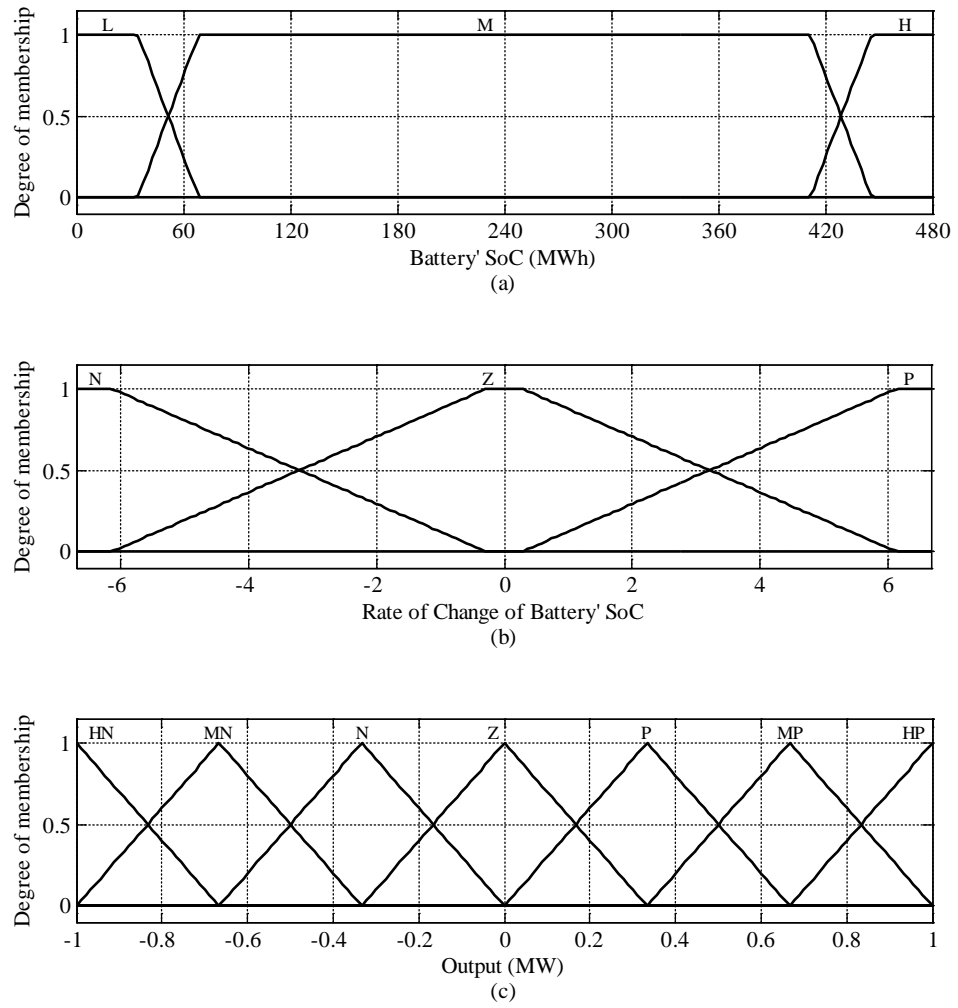 L M H
Degree of membership
1
0.5
0
0 60 120 180 240 300 360 420 480
Battery' SoC (MWh)
(a)
N Z P
Degree of membership
1
0.5
0
-6 -4 -2 0 2 4 6
Rate of Change of Battery' SoC
(b)
HN MN N Z P MP HP
Degree of membership
1
0.5
0
-1 -0.8 -0.6 -0.4 -0.2 0 0.2 0.4 0.6 0.8 1
Output (MW)
(c)